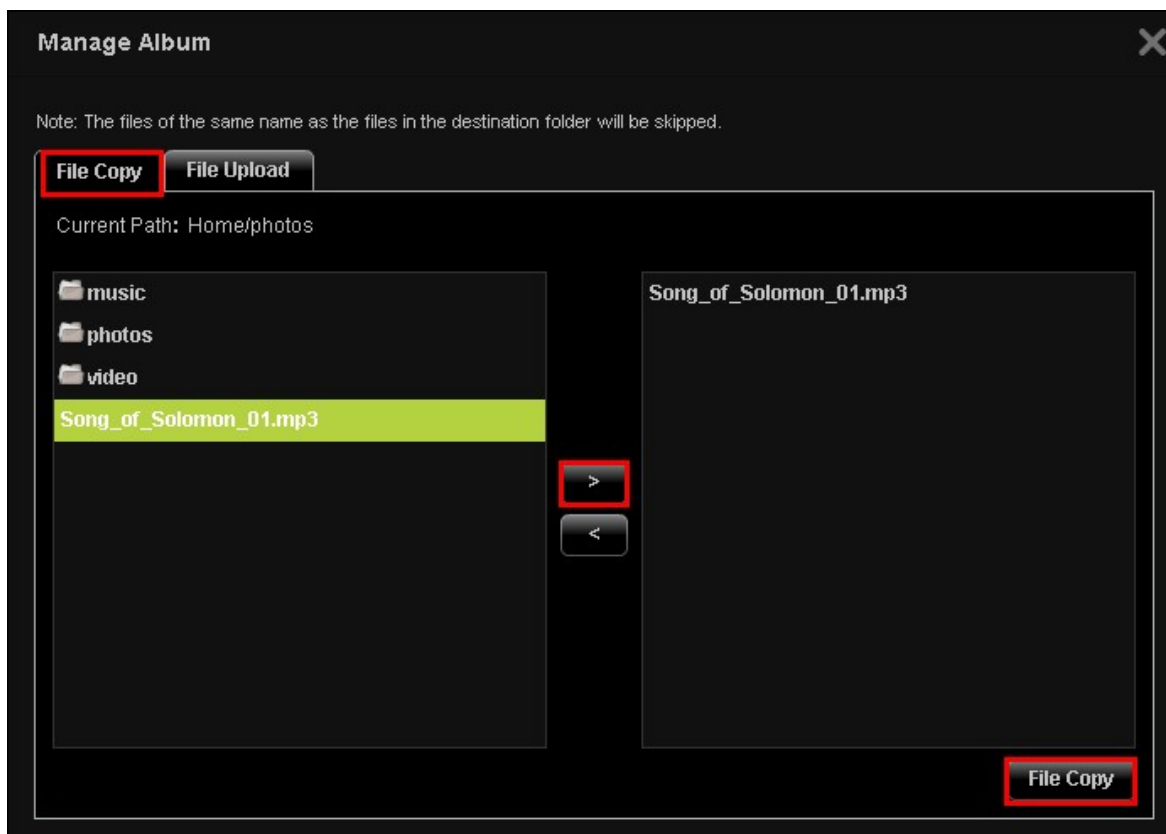 Manage Album
Note: The files of the same name as the files in the destination folder will be skipped.
File Copy
File Upload
Current Path: Home/photos
music
photos
video
Song_of_Solomon_01.mp3
Song_of_Solomon_01.mp3
>
<
File Copy